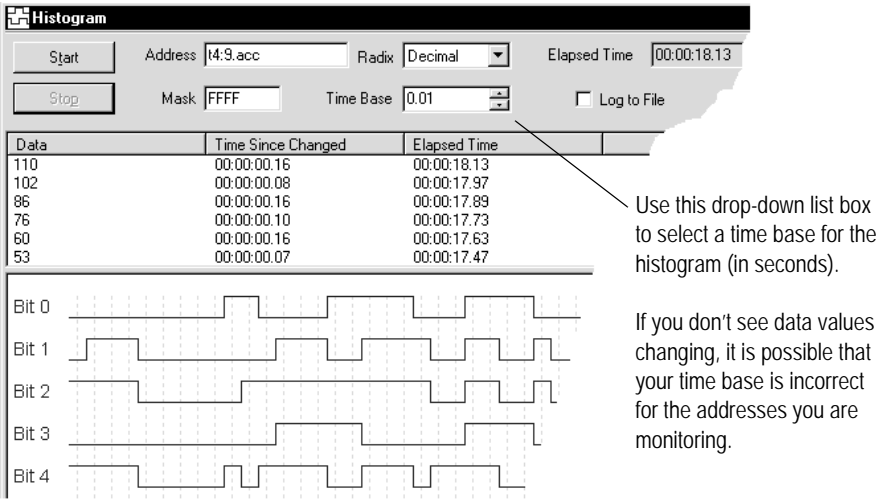 Histogram
Start Address t4:9.acc Radix Decimal Elapsed Time 00:00:18.13
Stop Mask FFFF Time Base 0.01 Log to File
Data Time Since Changed Elapsed Time
110 00:00:00.16 00:00:18.13
102 00:00:00.08 00:00:17.97
86 00:00:00.16 00:00:17.89
76 00:00:00.10 00:00:17.73
60 00:00:00.16 00:00:17.63
53 00:00:00.07 00:00:17.47
Use this drop-down list box
to select a time base for the
histogram (in seconds).
If you don’t see data values
changing, it is possible that
your time base is incorrect
for the addresses you are
monitoring.
Bit 0
Bit 1
Bit 2
Bit 3
Bit 4